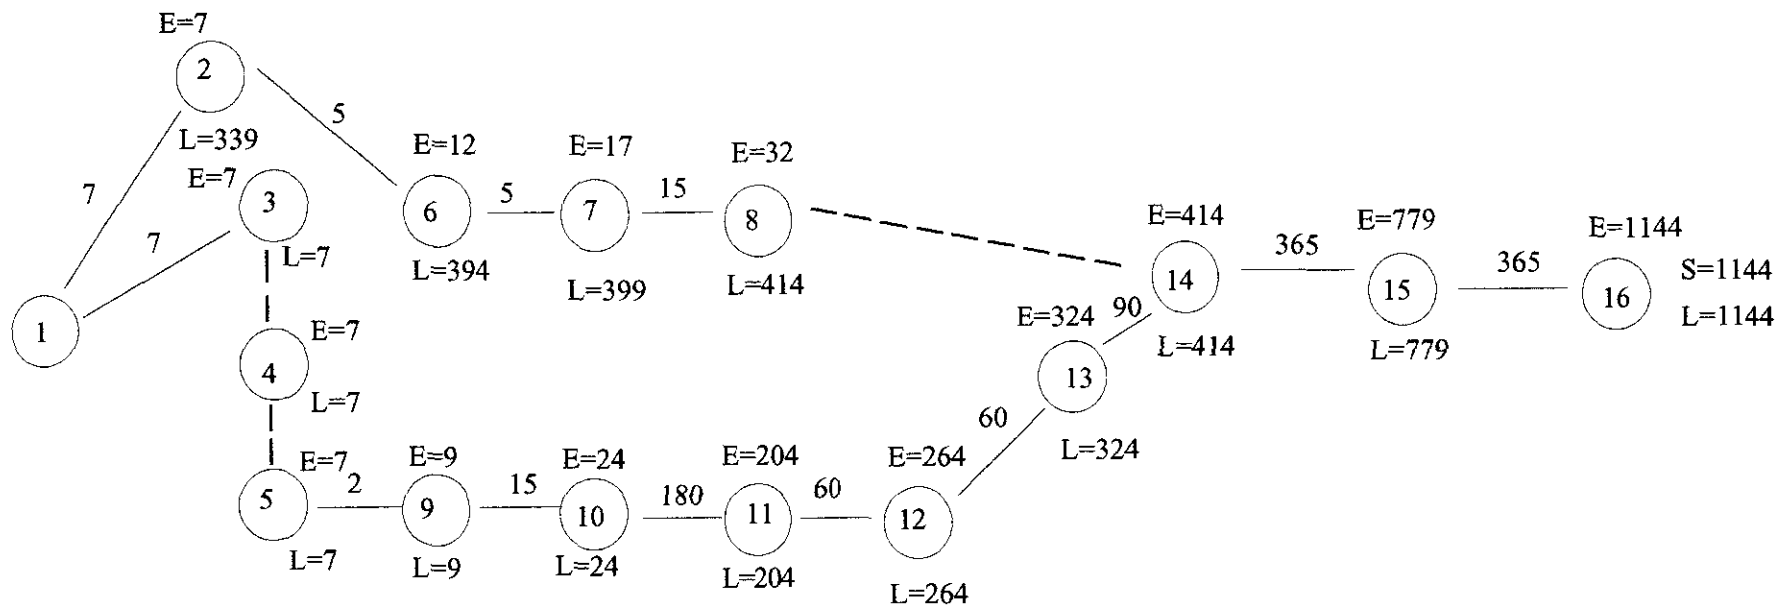 E=7
2
L=339
7
5
E=7
3
L=7
7
1
E=12
6
L=394
5
E=17
7
L=399
15
E=32
8
L=414
E=7
4
L=7
E=7
5
L=7
2
E=9
9
L=9
15
E=24
10
L=24
180
E=204
11
L=204
60
E=264
12
L=264
60
E=324
13
L=324
90
E=414
14
L=414
365
E=779
15
L=779
365
E=1144
16
S=1144
L=1144